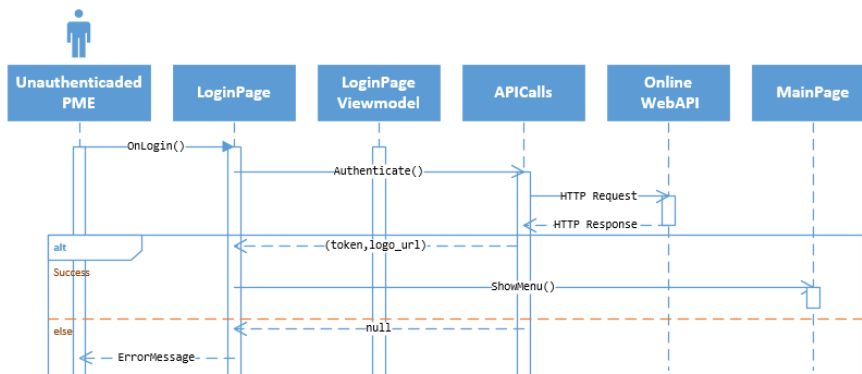 Unauthenticaded
PME
LoginPage
LoginPage
Viewmodel
APICalls
Online
WebAPI
MainPage
OnLogin()
Authenticate()
HTTP Request
HTTP Response
alt
(token,logo_url)
Success
ShowMenu()
else
null
ErrorMessage